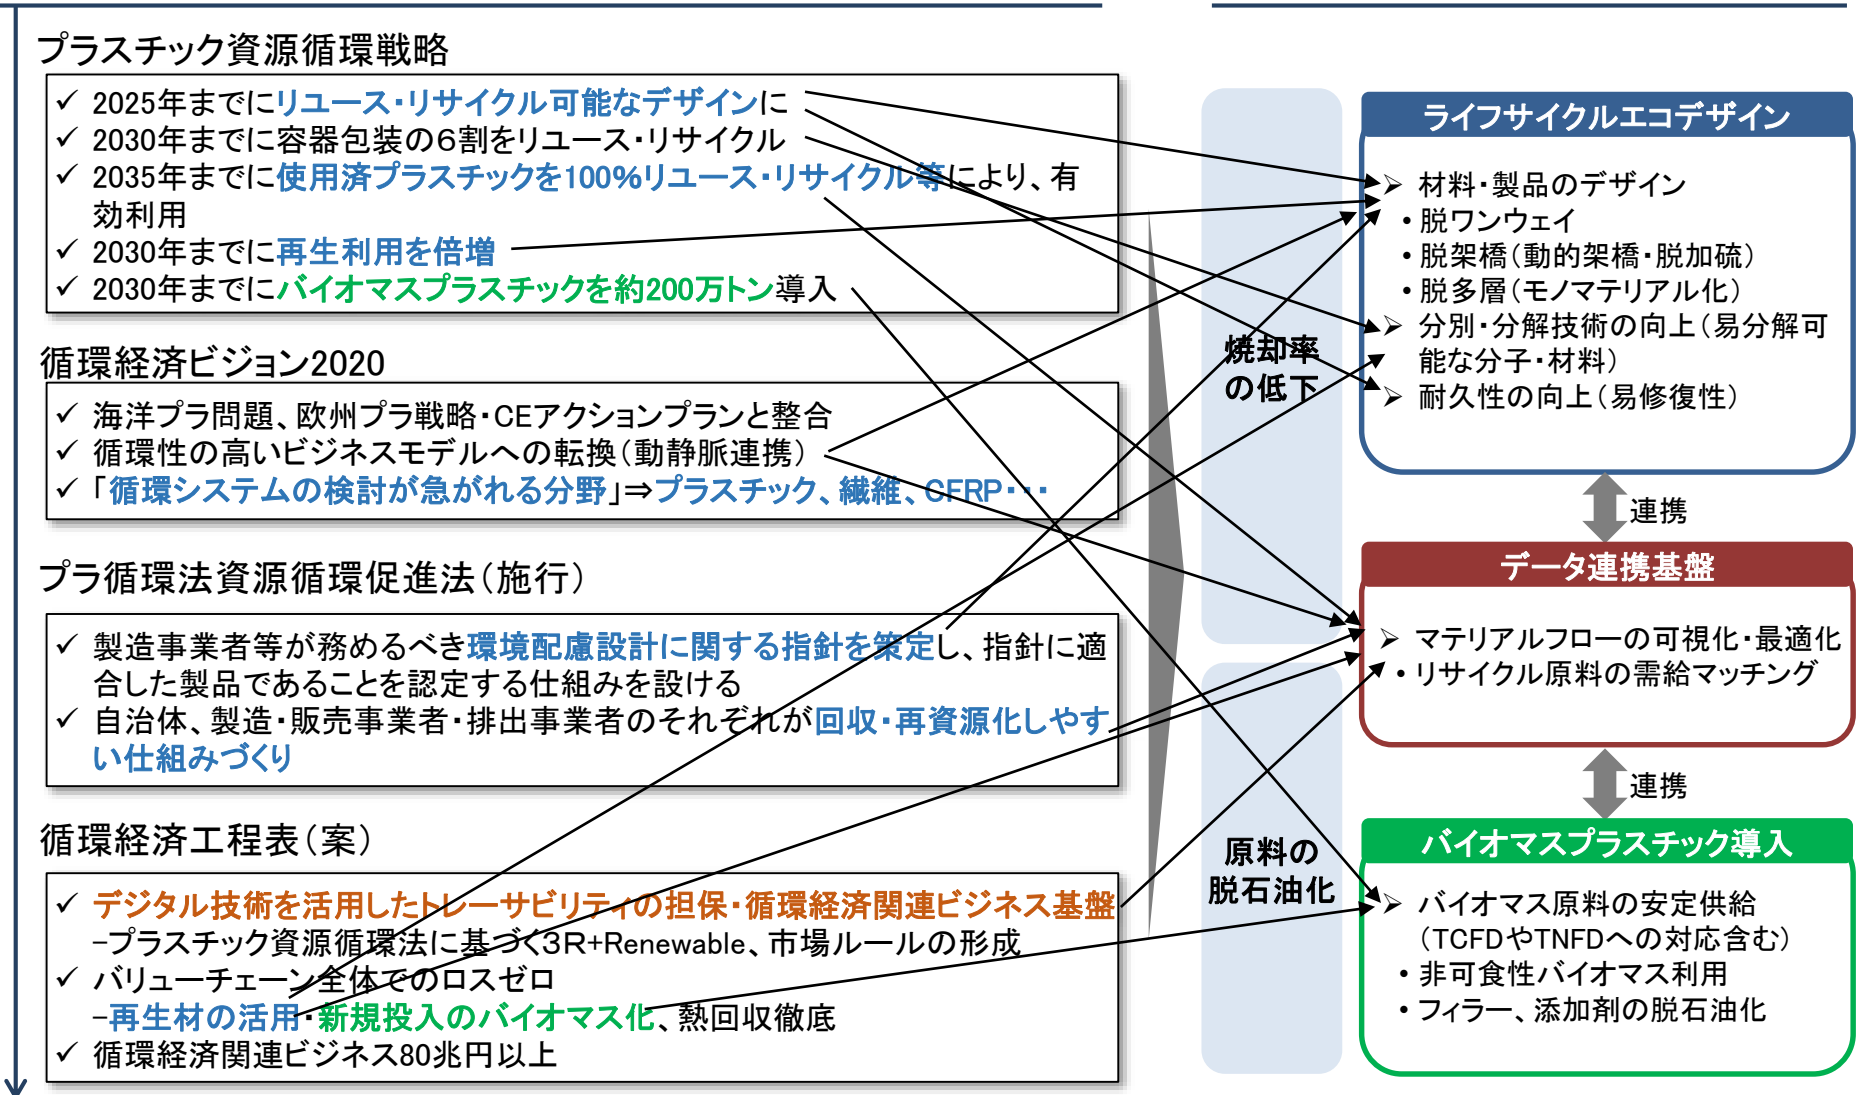 プラスチック資源循環戦略
✓ 2025年までにリユース・リサイクル可能なデザインに
✓ 2030年までに容器包装の６割をリユース・リサイクル
✓ 2035年までに使用済プラスチックを100%リユース・リサイクル等により、有
効利用
✓ 2030年までに再生利用を倍増
✓ 2030年までにバイオマスプラスチックを約200万トン導入
循環経済ビジョン2020
✓ 海洋プラ問題、欧州プラ戦略・CEアクションプランと整合
✓ 循環性の高いビジネスモデルへの転換（動静脈連携）
✓ 「循環システムの検討が急がれる分野」⇒プラスチック、繊維、CFRP・・・
プラ循環法資源循環促進法（施行）
✓ 製造事業者等が務めるべき環境配慮設計に関する指針を策定し、指針に適
合した製品であることを認定する仕組みを設ける
✓ 自治体、製造・販売事業者・排出事業者のそれぞれが回収・再資源化しやす
い仕組みづくり
循環経済工程表（案）
✓ デジタル技術を活用したトレーサビリティの担保・循環経済関連ビジネス基盤
−プラスチック資源循環法に基づく３R+Renewable、市場ルールの形成
✓ バリューチェーン全体でのロスゼロ
−再生材の活用・新規投入のバイオマス化、熱回収徹底
✓ 循環経済関連ビジネス80兆円以上
焼却率
の低下
原料の
脱石油化
ライフサイクルエコデザイン
➢ 材料・製品のデザイン
・脱ワンウェイ
・脱架橋（動的架橋・脱加硫）
・脱多層（モノマテリアル化）
➢ 分別・分解技術の向上（易分解可
能な分子・材料）
➢ 耐久性の向上（易修復性）
連携
データ連携基盤
➢ マテリアルフローの可視化・最適化
・リサイクル原料の需給マッチング
連携
バイオマスプラスチック導入
➢ バイオマス原料の安定供給
（TCFDやTNFDへの対応含む）
・非可食性バイオマス利用
・フィラー、添加剤の脱石油化